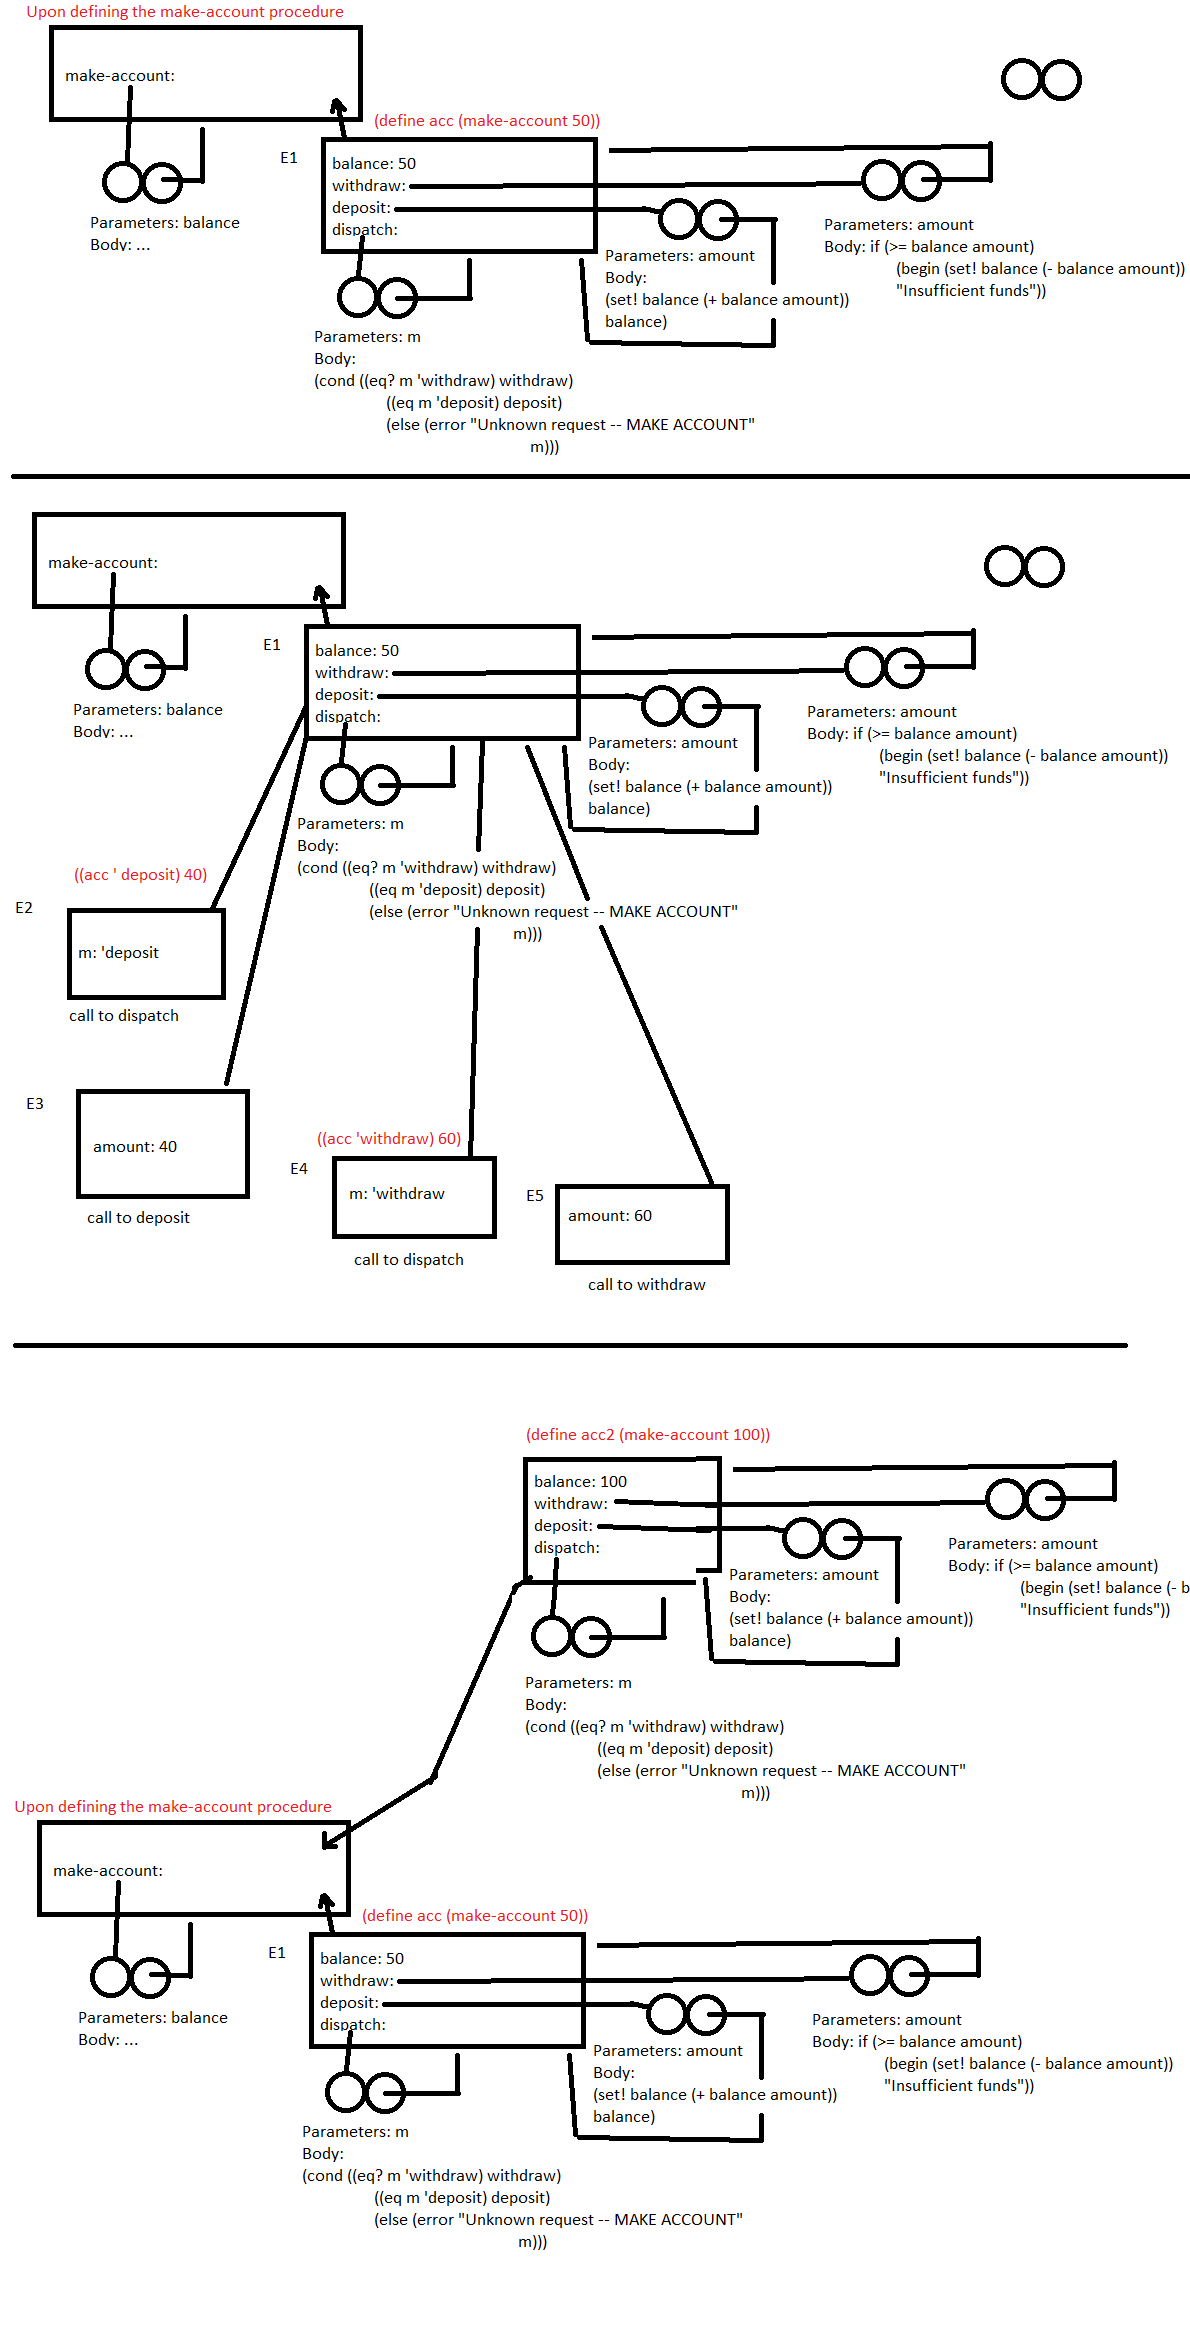 Upon defining the make-account procedure
make-account:
(define acc (make-account 50))
E1
balance: 50
withdraw:
deposit:
dispatch:
Parameters: balance
Body: ...
Parameters: amount
Body: if (>= balance amount)
(begin (set! balance (- balance amount))
"Insufficient funds"))
Parameters: amount
Body:
(set! balance (+ balance amount))
balance)
Parameters: m
Body:
(cond ((eq? m 'withdraw) withdraw)
((eq m 'deposit) deposit)
(else (error "Unknown request -- MAKE ACCOUNT"
m)))
make-account:
E1
balance: 50
withdraw:
deposit:
dispatch:
Parameters: balance
Body: ...
Parameters: amount
Body: if (>= balance amount)
(begin (set! balance (- balance amount))
"Insufficient funds"))
Parameters: amount
Body:
(set! balance (+ balance amount))
balance)
Parameters: m
Body:
(cond ((eq? m 'withdraw) withdraw)
((eq m 'deposit) deposit)
(else (error "Unknown request -- MAKE ACCOUNT"
m)))
((acc ' deposit) 40)
E2
m: 'deposit
call to dispatch
E3
amount: 40
call to deposit
((acc 'withdraw) 60)
E4
m: 'withdraw
call to dispatch
E5
amount: 60
call to withdraw
(define acc2 (make-account 100))
balance: 100
withdraw:
deposit:
dispatch:
Parameters: amount
Body: if (>= balance amount)
(begin (set! balance (- b
"Insufficient funds"))
Parameters: amount
Body:
(set! balance (+ balance amount))
balance)
Parameters: m
Body:
(cond ((eq? m 'withdraw) withdraw)
((eq m 'deposit) deposit)
(else (error "Unknown request -- MAKE ACCOUNT"
m)))
Upon defining the make-account procedure
make-account:
(define acc (make-account 50))
E1
balance: 50
withdraw:
deposit:
dispatch:
Parameters: balance
Body: ...
Parameters: amount
Body: if (>= balance amount)
(begin (set! balance (- balance amount))
"Insufficient funds"))
Parameters: amount
Body:
(set! balance (+ balance amount))
balance)
Parameters: m
Body:
(cond ((eq? m 'withdraw) withdraw)
((eq m 'deposit) deposit)
(else (error "Unknown request -- MAKE ACCOUNT"
m)))